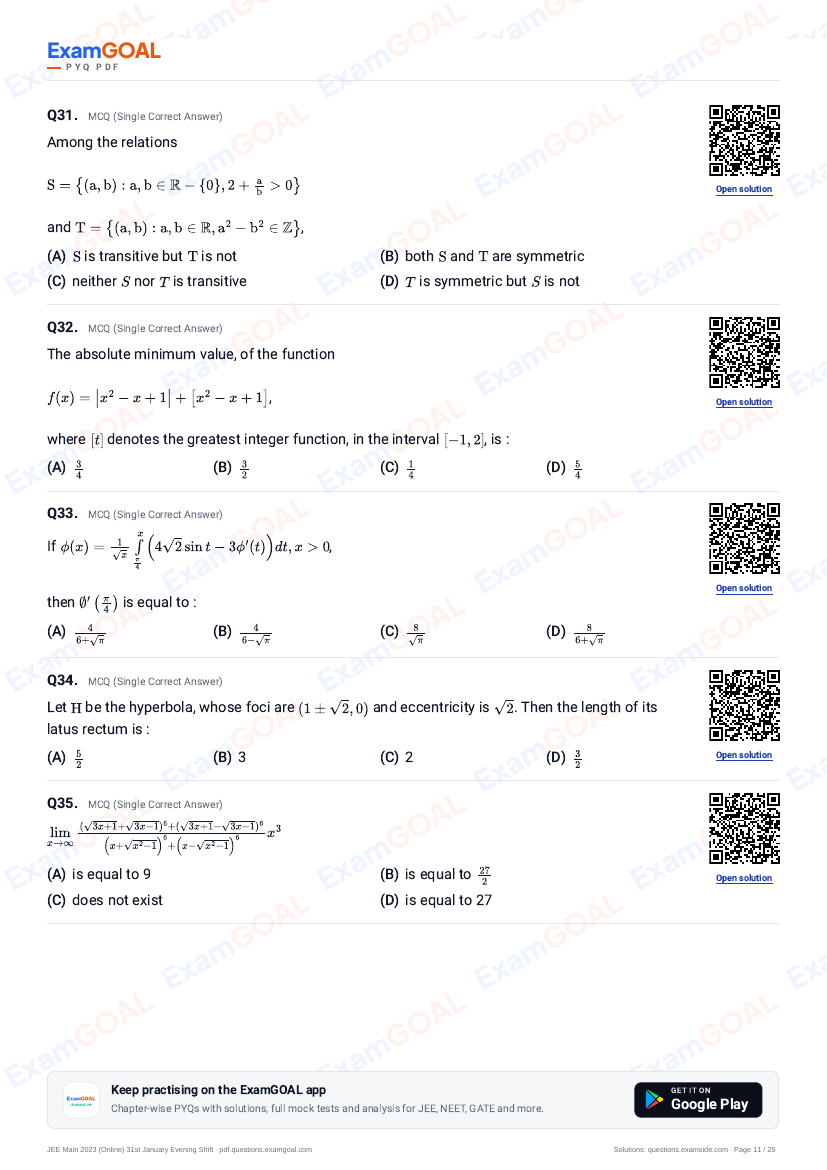 ExamGOAL
PYQ PDF
Q31. MCQ (Single Correct Answer)
Among the relations
S = {(a, b) : a, b ∈ ℝ − {0}, 2 + a/b > 0}
and T = {(a, b) : a, b ∈ ℝ, a² − b² ∈ ℤ},
(A) S is transitive but T is not
(B) both S and T are symmetric
(C) neither S nor T is transitive
(D) T is symmetric but S is not
Open solution
Q32. MCQ (Single Correct Answer)
The absolute minimum value, of the function
f(x) = |x² − x + 1| + [x² − x + 1],
where [t] denotes the greatest integer function, in the interval [−1, 2], is :
(A) 3/4 (B) 3/2 (C) 1/4 (D) 5/4
Open solution
Q33. MCQ (Single Correct Answer)
If ϕ(x) = 1/√x ∫_{π/4}^{x} (4√2 sin t − 3ϕ′(t)) dt, x > 0,
then ∅′(π/4) is equal to :
(A) 4/(6+√π) (B) 4/(6−√π) (C) 8/√π (D) 8/(6+√π)
Open solution
Q34. MCQ (Single Correct Answer)
Let H be the hyperbola, whose foci are (1 ± √2, 0) and eccentricity is √2. Then the length of its
latus rectum is :
(A) 5/2 (B) 3 (C) 2 (D) 3/2
Open solution
Q35. MCQ (Single Correct Answer)
lim_{x→∞} ((√(3x+1)+√(3x−1))⁶+(√(3x+1)−√(3x−1))⁶)/((x+√(x²−1))⁶+(x−√(x²−1))⁶) x³
(A) is equal to 9
(B) is equal to 27/2
(C) does not exist
(D) is equal to 27
Open solution
Keep practising on the ExamGOAL app
Chapter-wise PYQs with solutions, full mock tests and analysis for JEE, NEET, GATE and more.
GET IT ON
Google Play
JEE Main 2023 (Online) 31st January Evening Shift · pdf.questions.examgoal.com
Solutions: questions.examside.com · Page 11 / 25